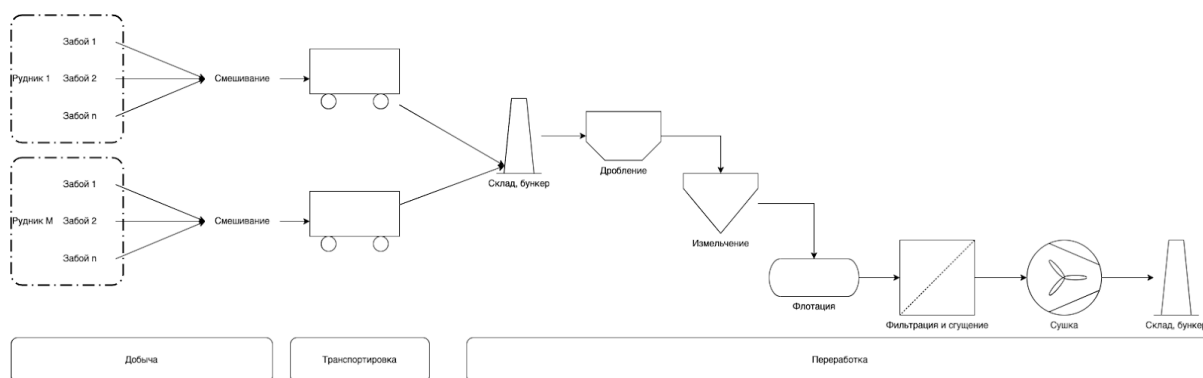 Забой 1
Рудник 1
Забой 2
Забой n
Смешивание
Забой 1
Рудник М
Забой 2
Забой n
Смешивание
Склад, бункер
Дробление
Измельчение
Флотация
Фильтрация и сгущение
Сушка
Склад, бункер
Добыча
Транспортировка
Переработка